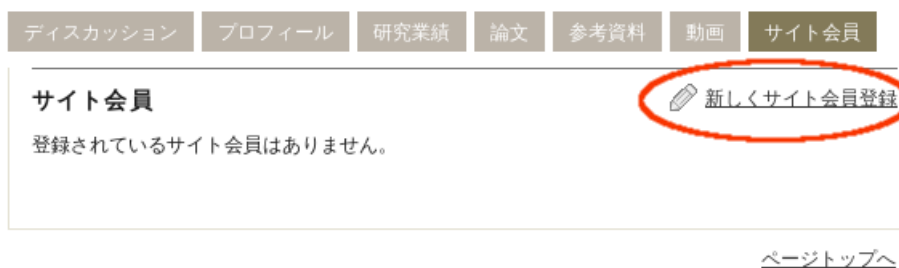 ディスカッション プロフィール 研究業績 論文 参考資料 動画 サイト会員
サイト会員 新しくサイト会員登録
登録されているサイト会員はありません。
ページトップへ